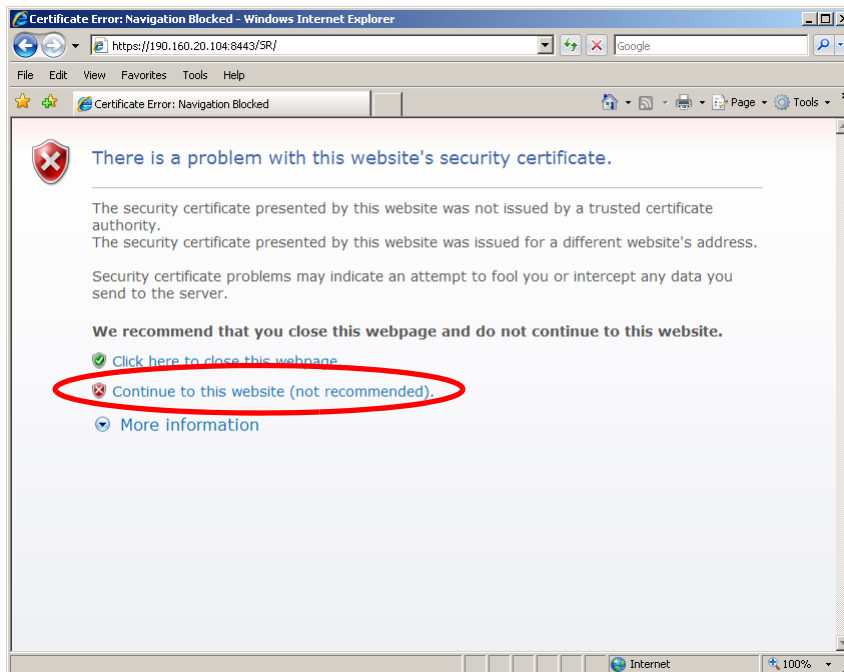 Certificate Error: Navigation Blocked - Windows Internet Explorer
https://190.160.20.104:8443/SR/
Google
File Edit View Favorites Tools Help
Certificate Error: Navigation Blocked
Page Tools
There is a problem with this website's security certificate.
The security certificate presented by this website was not issued by a trusted certificate
authority.
The security certificate presented by this website was issued for a different website's address.
Security certificate problems may indicate an attempt to fool you or intercept any data you
send to the server.
We recommend that you close this webpage and do not continue to this website.
Click here to close this webpage.
Continue to this website (not recommended).
More information
Internet 100%